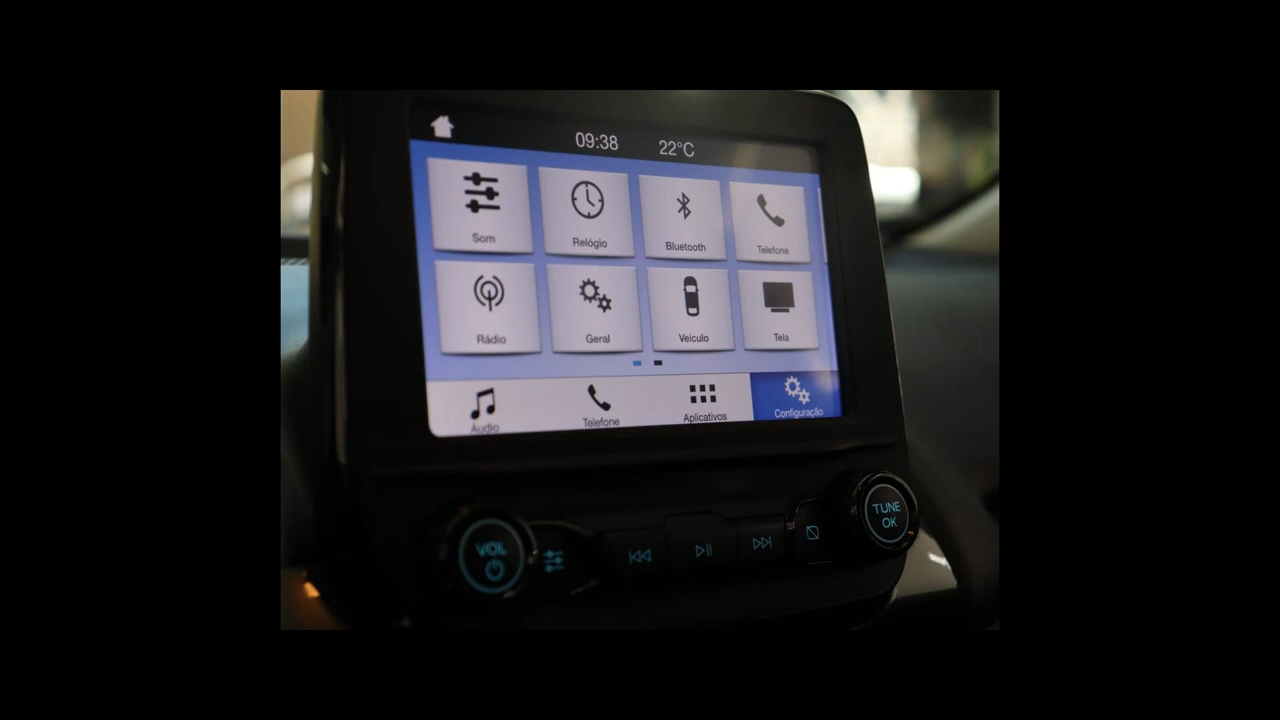 09:38 22°C
Som Relógio Bluetooth Telefone
Rádio Geral Veículo Tela
Áudio Telefone Aplicativos Configuração
VOL
TUNE
OK